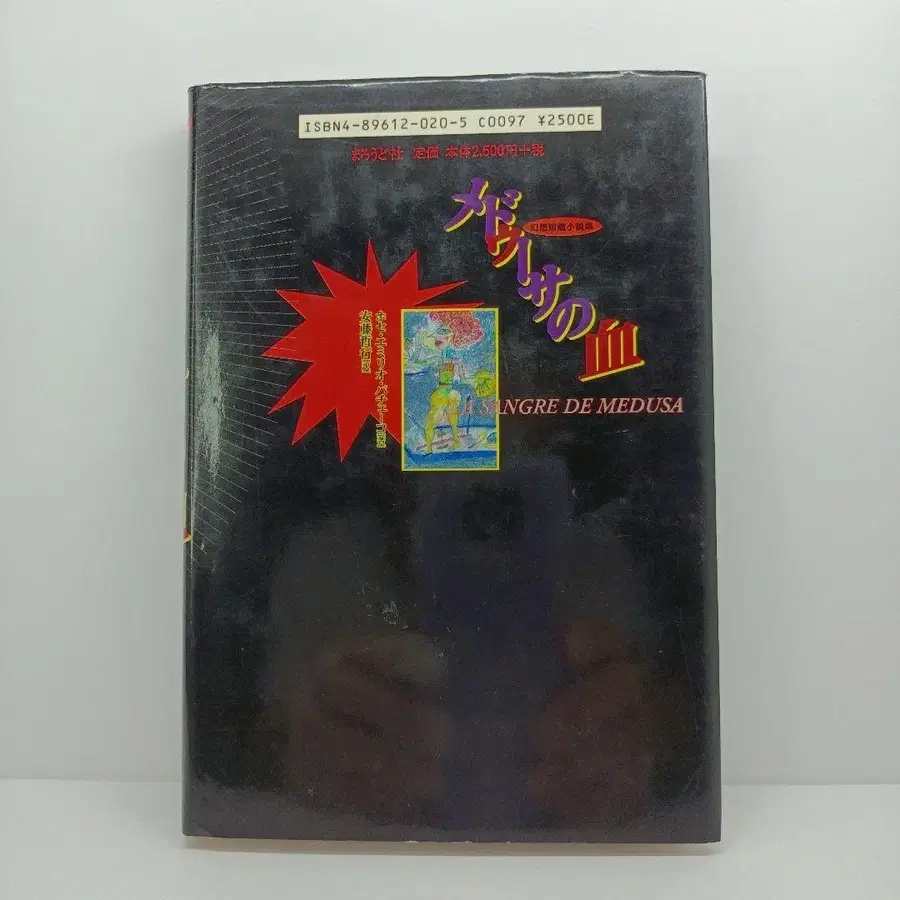 ISBN4-89612-020-5 C0097 ¥2500E
まろうど社 定価 本体2,500円+税
メドゥーサの血
幻想短篇小説集
LA SANGRE DE MEDUSA
ホセ・エミリオ・パチェーコ著
安藤哲行訳